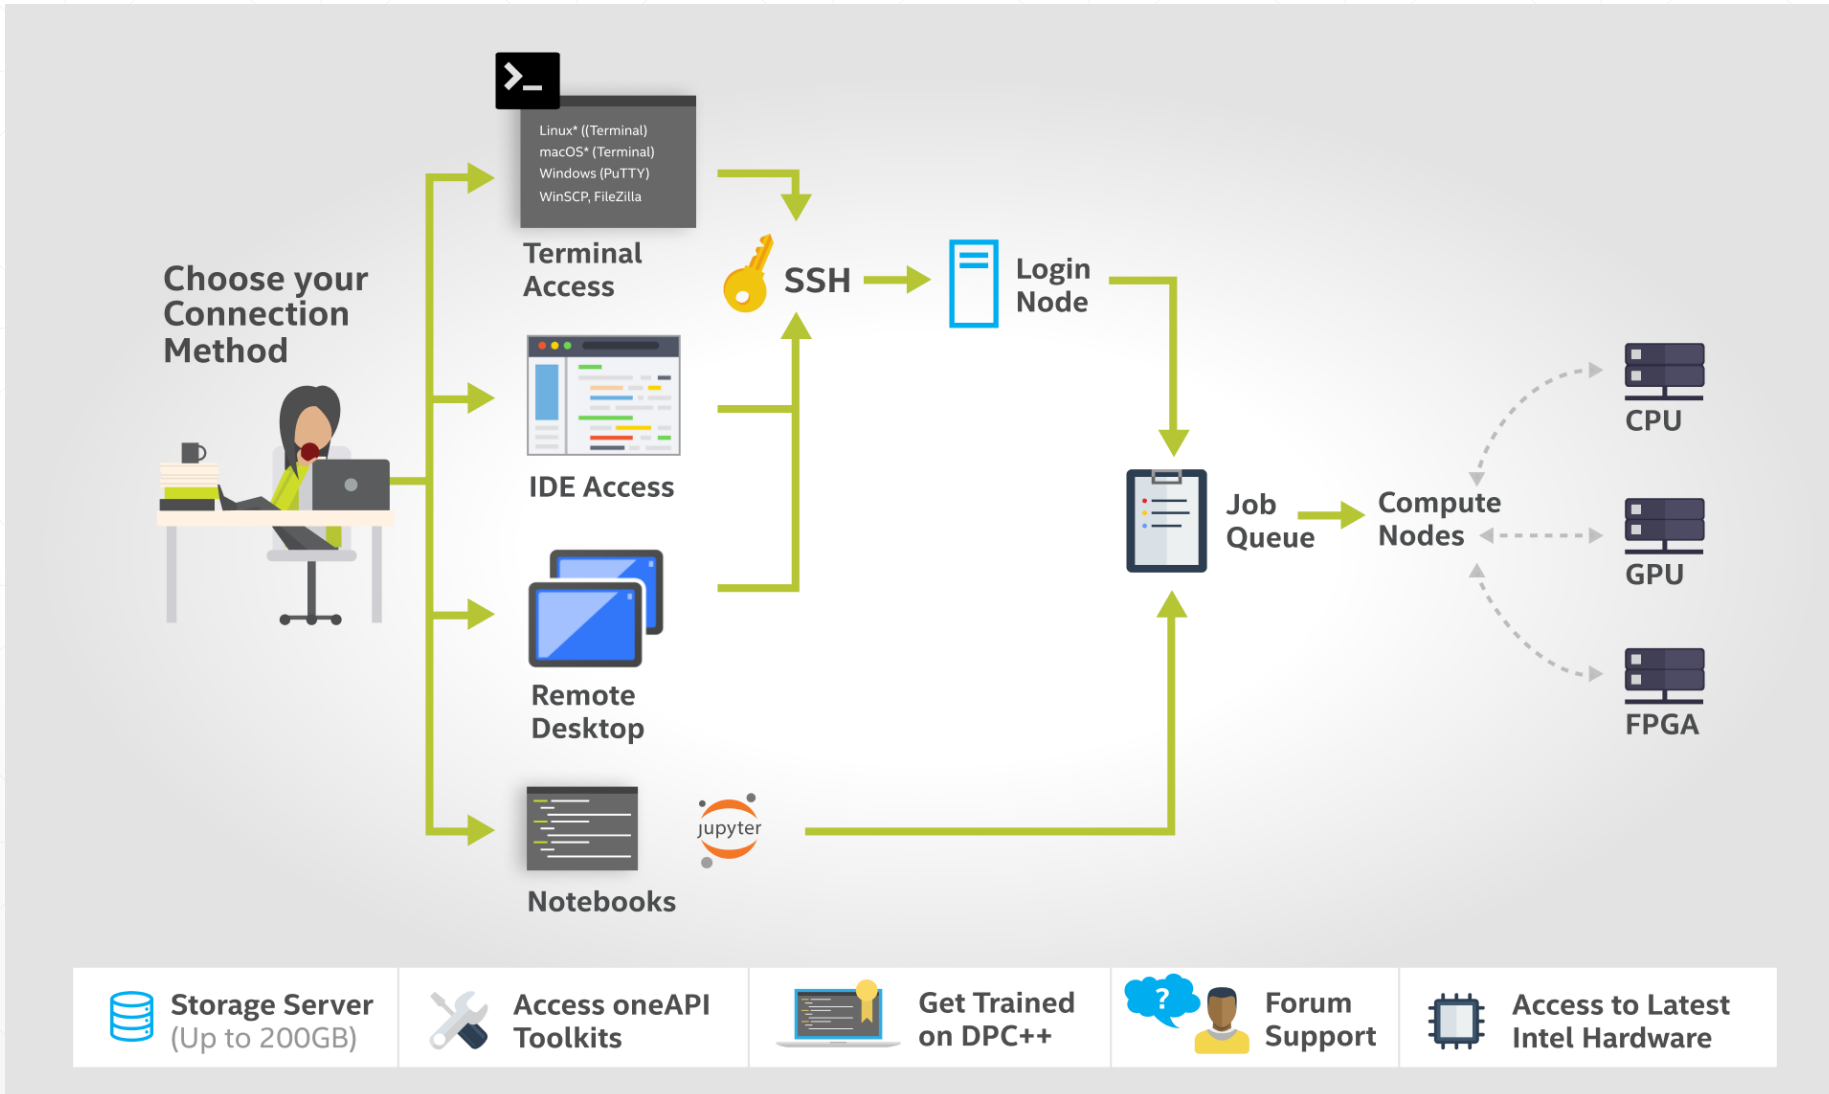 Linux* ((Terminal)
macOS* (Terminal)
Windows (PuTTY)
WinSCP, FileZilla
Terminal
Access
Choose your
Connection
Method
SSH
Login
Node
IDE Access
CPU
Job
Queue
Compute
Nodes
GPU
Remote
Desktop
FPGA
jupyter
Notebooks
Storage Server
(Up to 200GB)
Access oneAPI
Toolkits
Get Trained
on DPC++
?
Forum
Support
Access to Latest
Intel Hardware